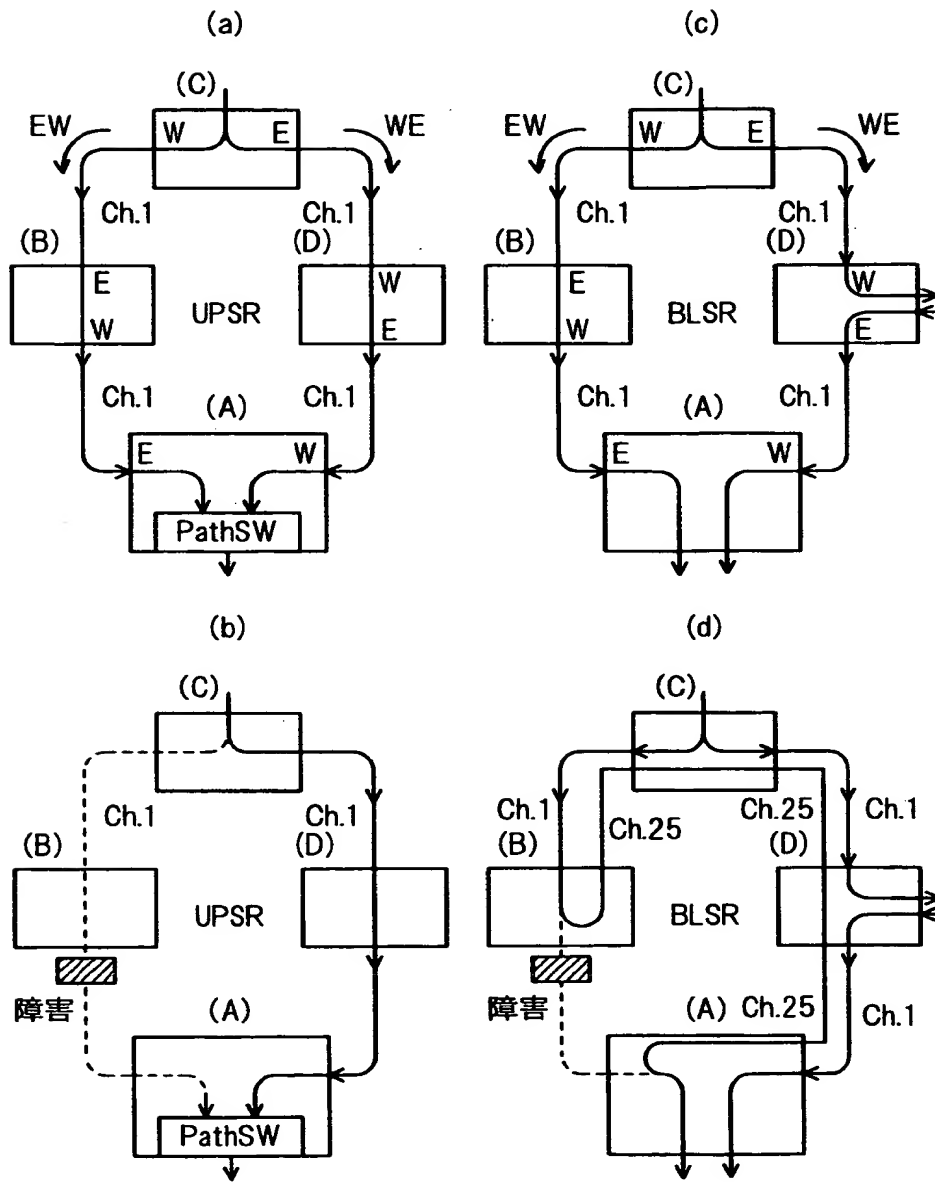 (a)
(C)
EW
W
E
WE
Ch.1
Ch.1
(B)
(D)
E
W
UPSR
W
E
Ch.1
Ch.1
(A)
E
W
PathSW
(c)
(C)
EW
W
E
WE
Ch.1
Ch.1
(B)
(D)
E
W
BLSR
W
E
Ch.1
Ch.1
(A)
E
W
(b)
(C)
Ch.1
Ch.1
(B)
(D)
UPSR
障害
(A)
PathSW
(d)
(C)
Ch.1
Ch.25
Ch.25
Ch.1
(B)
(D)
BLSR
障害
(A)
Ch.25
Ch.1